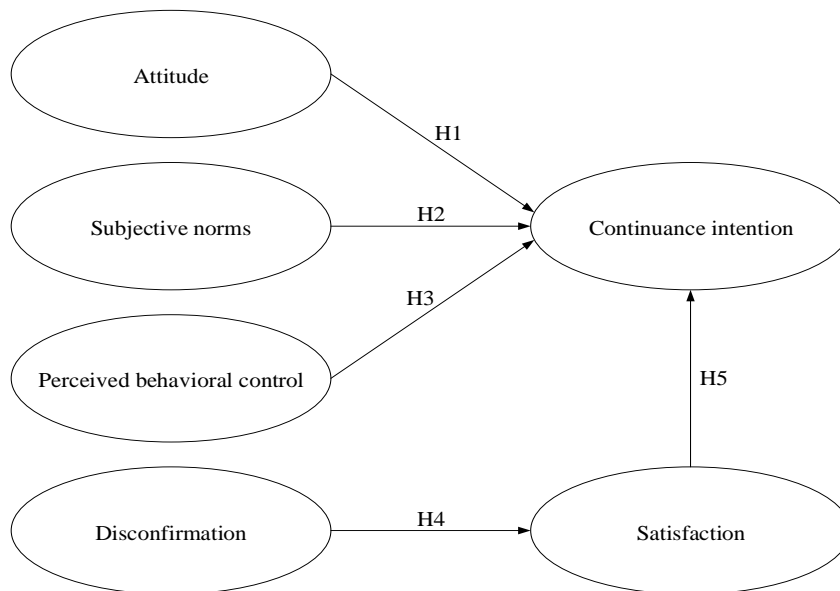 Attitude
H1
Subjective norms
H2
Continuance intention
H3
Perceived behavioral control
H5
Disconfirmation
H4
Satisfaction